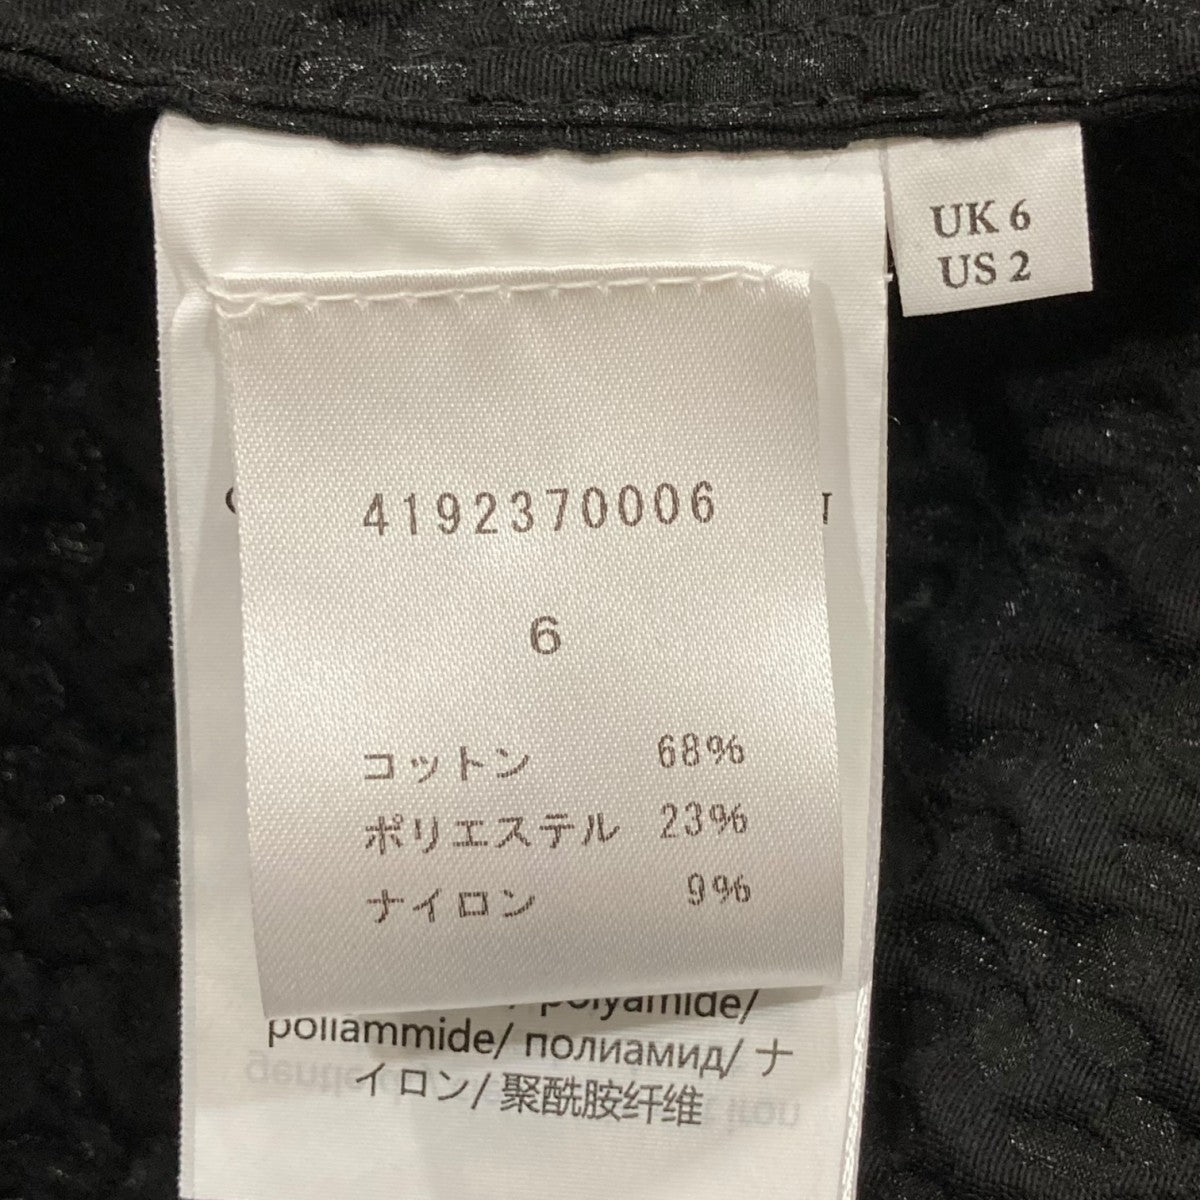 UK 6
US 2
4192370006
6
コットン 68%
ポリエステル 23%
ナイロン 9%
polyamide/
poliammide/ полиамид/ ナ
イロン/ 聚酰胺纤维